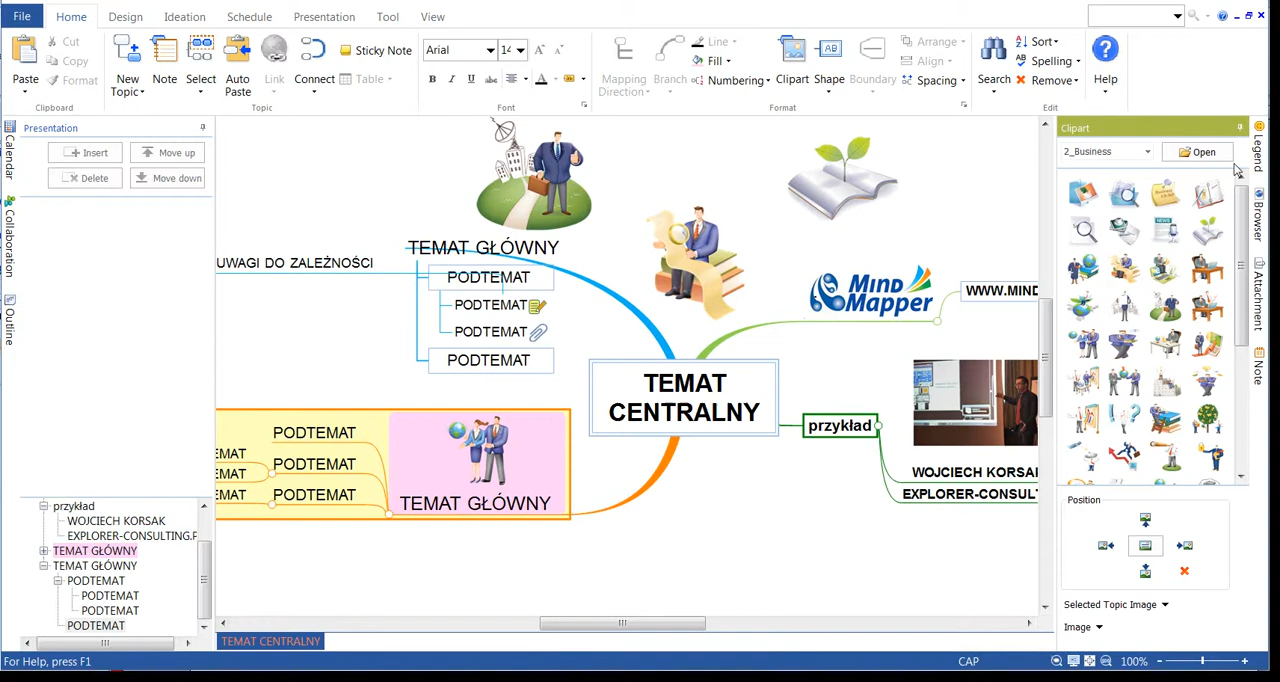 File Home Design Ideation Schedule Presentation Tool View
Paste
Cut
Copy
Format
Clipboard
New Topic
Note
Select
Auto Paste
Link
Connect
Sticky Note
Table
Topic
Arial 14
B I U abc A
Font
Mapping Direction
Branch
Line
Fill
Numbering
Clipart
Shape
Boundary
Arrange
Align
Spacing
Format
Search
Sort
Spelling
Remove
Edit
Help
Calendar
Collaboration
Outline
Presentation
Insert Move up
Delete Move down
przykład
WOJCIECH KORSAK
EXPLORER-CONSULTING.P
TEMAT GŁÓWNY
TEMAT GŁÓWNY
PODTEMAT
PODTEMAT
PODTEMAT
PODTEMAT
TEMAT GŁÓWNY
UWAGI DO ZALEŻNOŚCI
PODTEMAT
PODTEMAT
PODTEMAT
PODTEMAT
MIND MAPPER
WWW.MIND
TEMAT
CENTRALNY
przykład
WOJCIECH KORSAK
EXPLORER-CONSULT
PODTEMAT
EMAT PODTEMAT
EMAT
EMAT PODTEMAT
TEMAT GŁÓWNY
TEMAT CENTRALNY
Clipart
2_Business Open
Position
Selected Topic Image
Image
Legend
Browser
Attachment
Note
For Help, press F1 CAP 100%